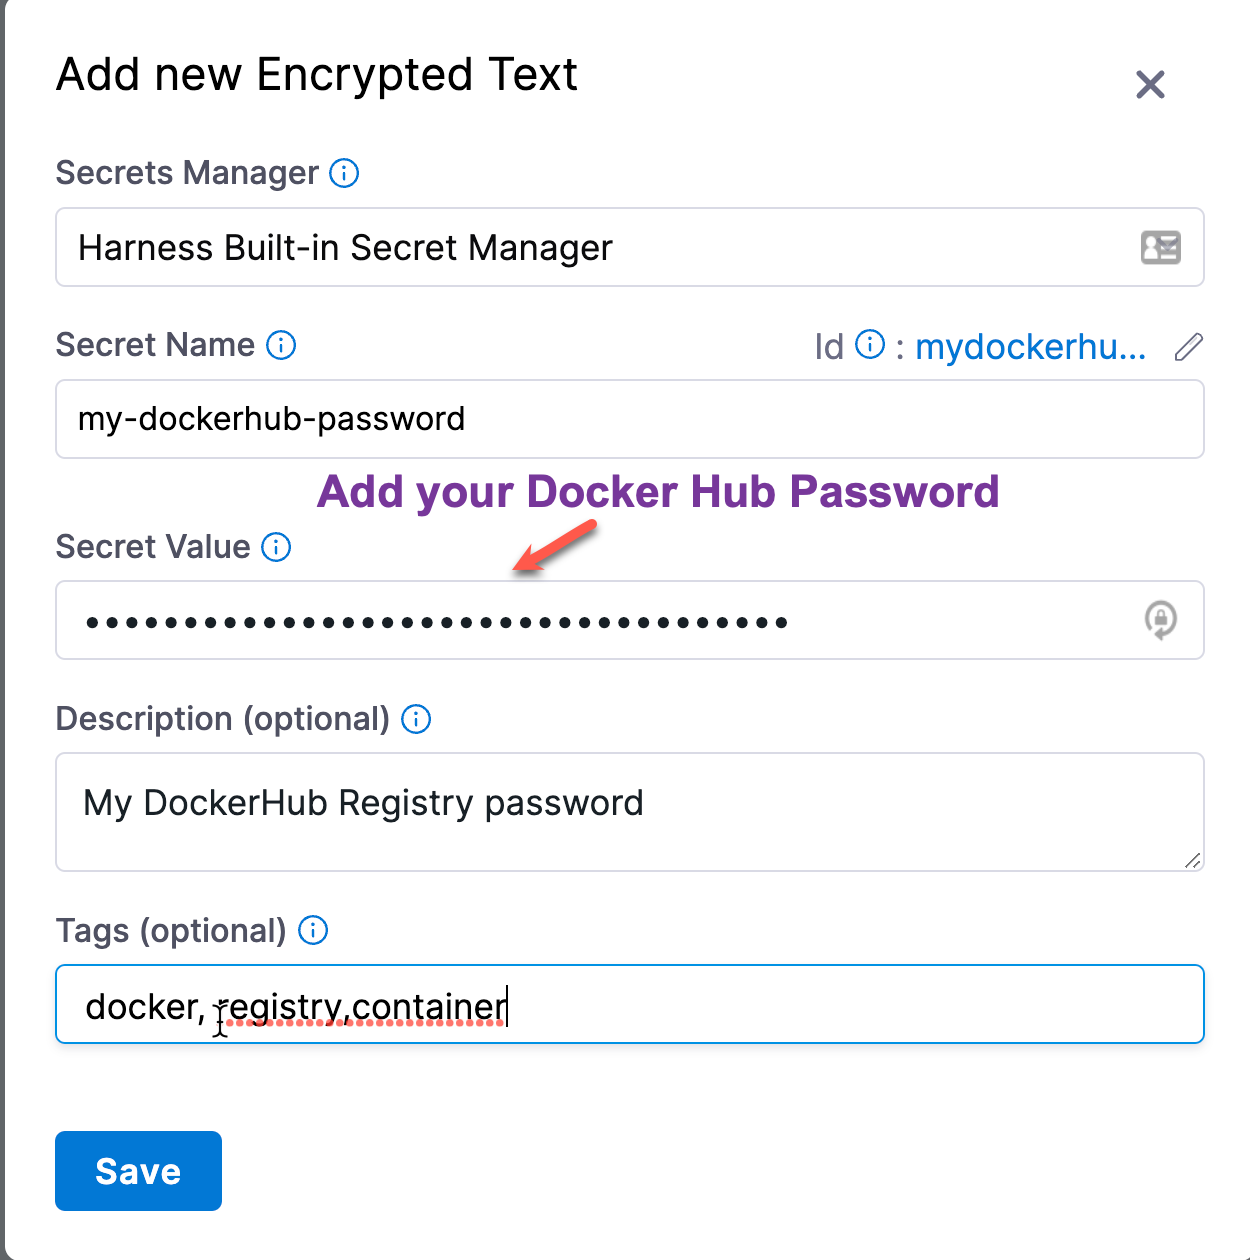 Add new Encrypted Text
Secrets Manager
Harness Built-in Secret Manager
Secret Name Id : mydockerhu...
my-dockerhub-password
Add your Docker Hub Password
Secret Value
••••••••••••••••••••••••••••••••••••
Description (optional)
My DockerHub Registry password
Tags (optional)
docker, registry,container
Save